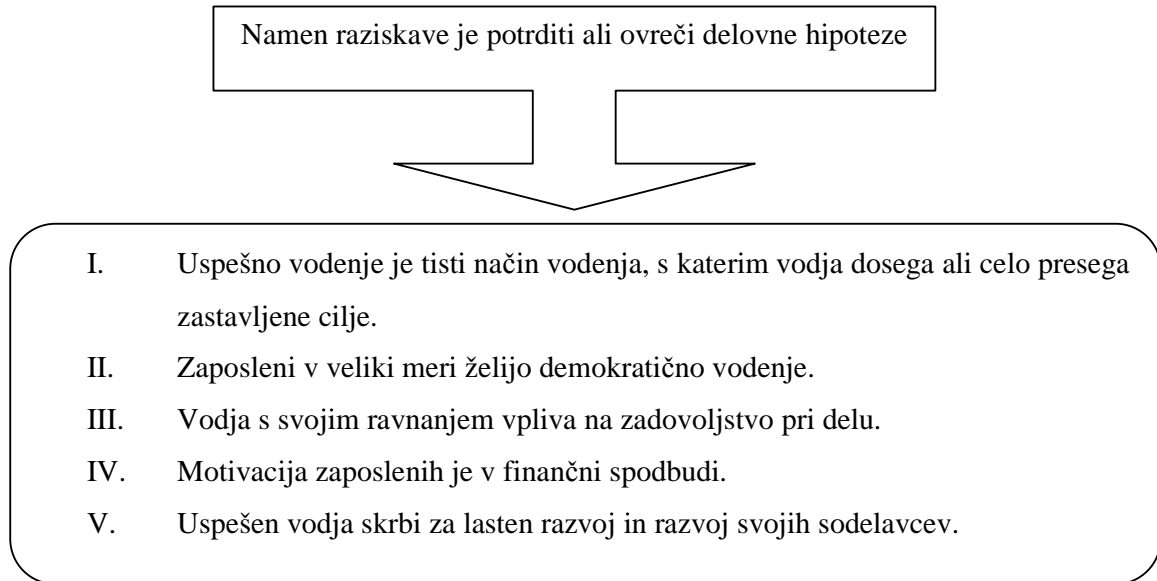 Namen raziskave je potrditi ali ovreči delovne hipoteze
I. Uspešno vodenje je tisti način vodenja, s katerim vodja dosega ali celo presega
zastavljene cilje.
II. Zaposleni v veliki meri želijo demokratično vodenje.
III. Vodja s svojim ravnanjem vpliva na zadovoljstvo pri delu.
IV. Motivacija zaposlenih je v finančni spodbudi.
V. Uspešen vodja skrbi za lasten razvoj in razvoj svojih sodelavcev.